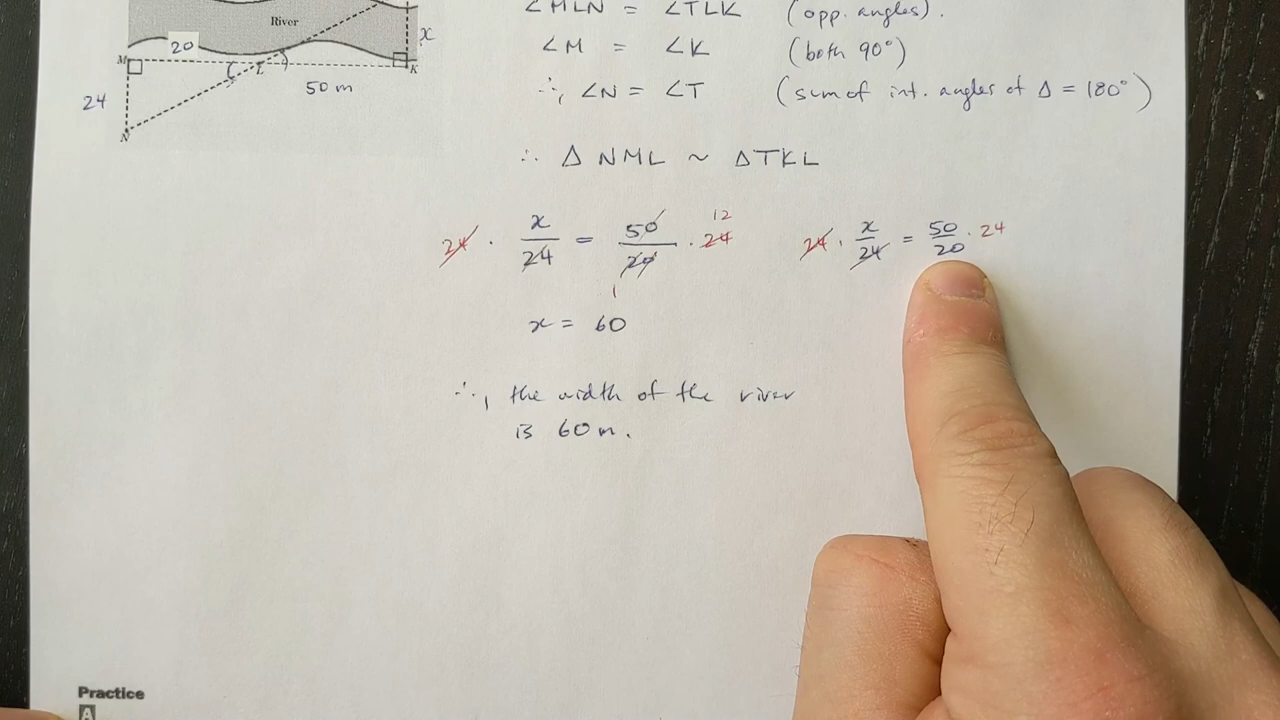 ∠MLN = ∠TLK (opp. angles).
River
x
20
∠M = ∠K (both 90°)
M
L
K
50 m
24
∴, ∠N = ∠T (sum of int. angles of Δ = 180°)
N
∴ Δ NML ~ ΔTKL
24 · x/24 = 50/20 · 24 12
1
24 · x/24 = 50/20 · 24
x = 60
∴, the width of the river
is 60 m.
Practice
A